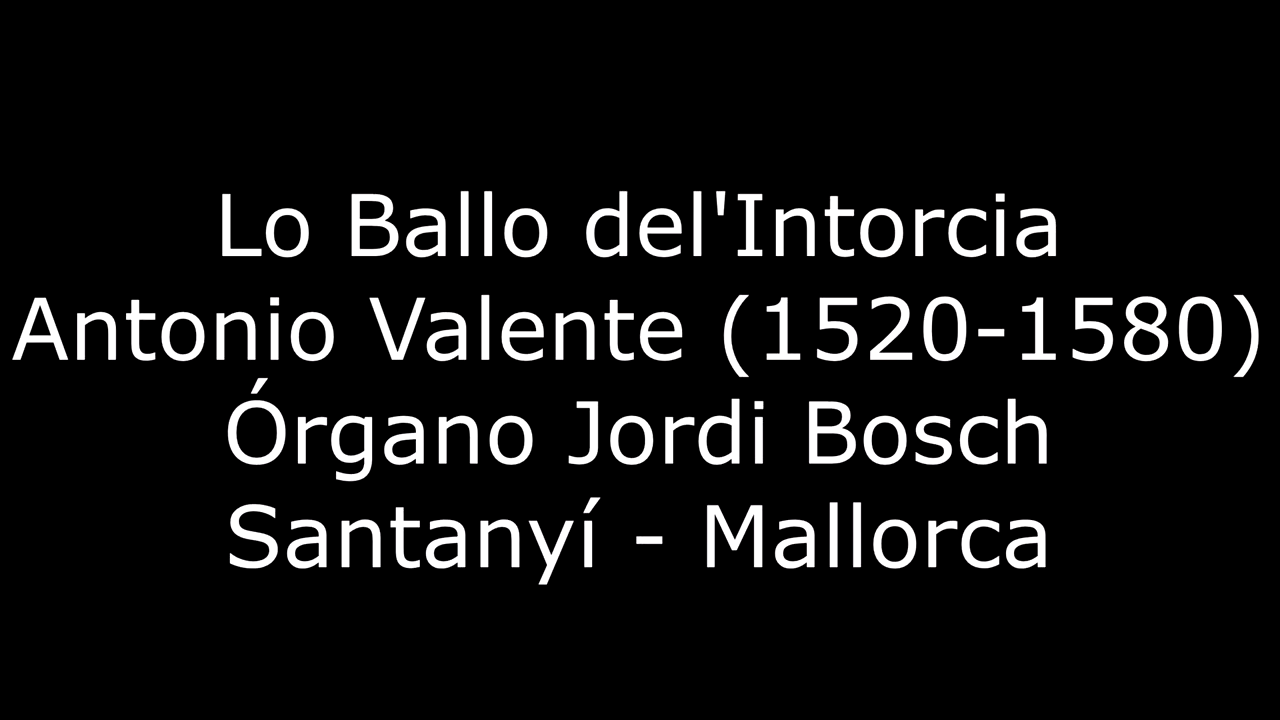 Lo Ballo del'Intorcia
Antonio Valente (1520-1580)
Órgano Jordi Bosch
Santanyí - Mallorca